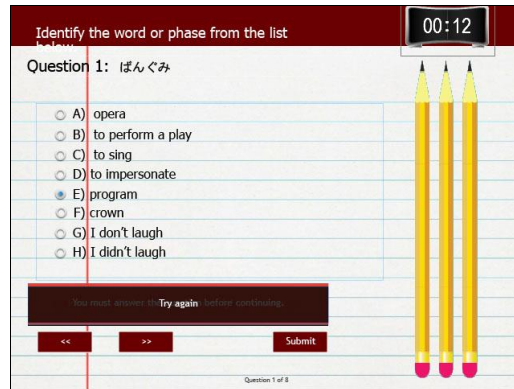 Identify the word or phase from the list
below
00:12
Question 1: ばんぐみ
A) opera
B) to perform a play
C) to sing
D) to impersonate
E) program
F) crown
G) I don't laugh
H) I didn't laugh
You must answer the Try again before continuing.
<< >> Submit
Question 1 of 8